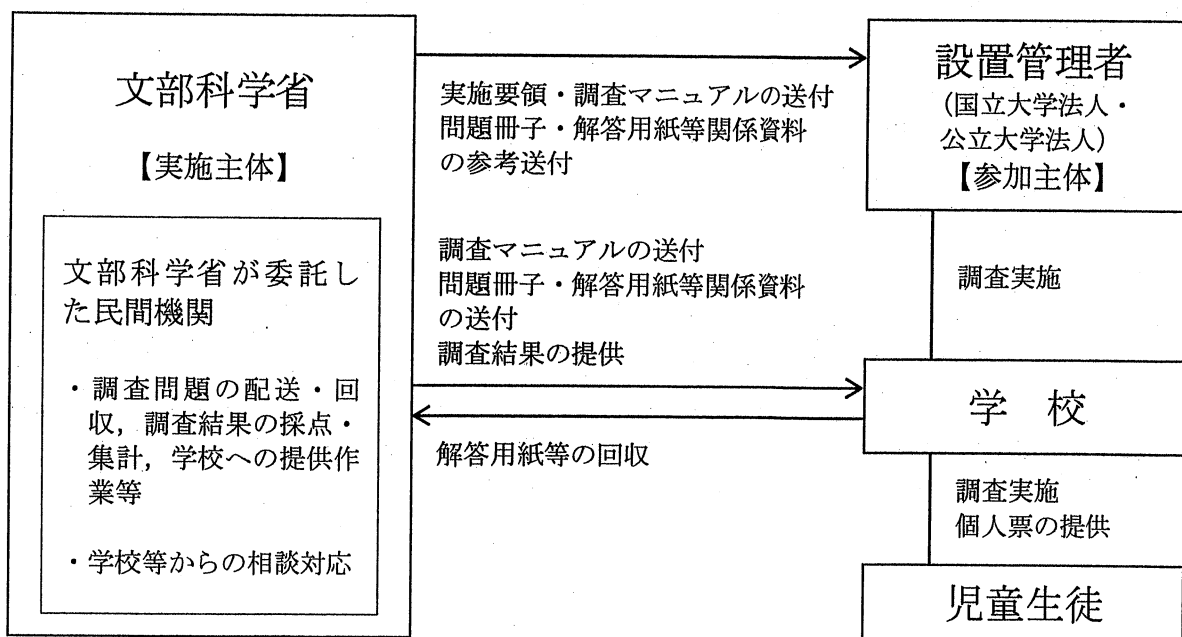 文部科学省
【実施主体】
文部科学省が委託し
た民間機関
・調査問題の配送・回
収，調査結果の採点・
集計，学校への提供作
業等
・学校等からの相談対応
実施要領・調査マニュアルの送付
問題冊子・解答用紙等関係資料
の参考送付
調査マニュアルの送付
問題冊子・解答用紙等関係資料
の送付
調査結果の提供
解答用紙等の回収
設置管理者
（国立大学法人・
公立大学法人）
【参加主体】
調査実施
学　校
調査実施
個人票の提供
児童生徒